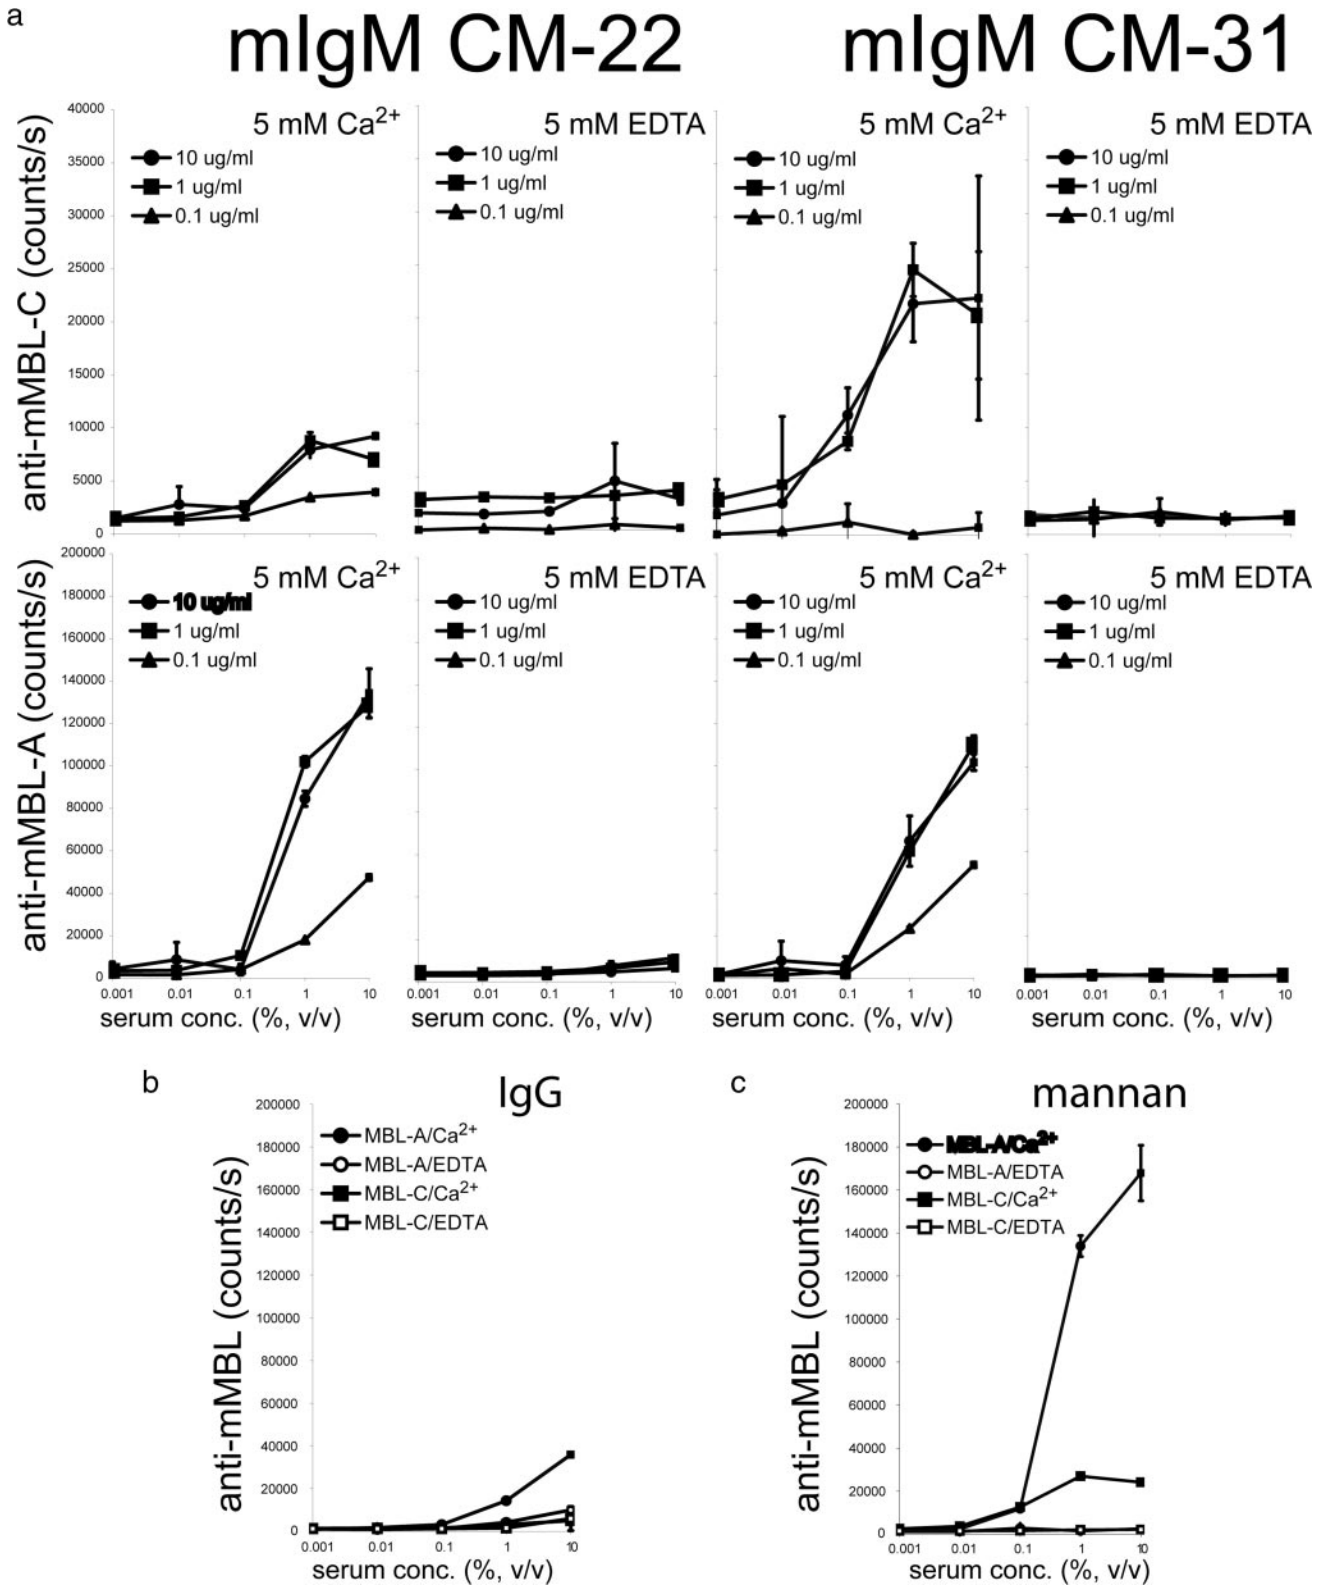 a
mIgM CM-22
mIgM CM-31
anti-mMBL-C (counts/s)
40000
35000
30000
25000
20000
15000
10000
5000
0
5 mM Ca2+
10 ug/ml
1 ug/ml
0.1 ug/ml
5 mM EDTA
10 ug/ml
1 ug/ml
0.1 ug/ml
5 mM Ca2+
10 ug/ml
1 ug/ml
0.1 ug/ml
5 mM EDTA
10 ug/ml
1 ug/ml
0.1 ug/ml
anti-mMBL-A (counts/s)
200000
180000
160000
140000
120000
100000
80000
60000
40000
20000
0
5 mM Ca2+
10 ug/ml
1 ug/ml
0.1 ug/ml
0.001 0.01 0.1 1 10
serum conc. (%, v/v)
5 mM EDTA
10 ug/ml
1 ug/ml
0.1 ug/ml
0.001 0.01 0.1 1 10
serum conc. (%, v/v)
5 mM Ca2+
10 ug/ml
1 ug/ml
0.1 ug/ml
0.001 0.01 0.1 1 10
serum conc. (%, v/v)
5 mM EDTA
10 ug/ml
1 ug/ml
0.1 ug/ml
0.001 0.01 0.1 1 10
serum conc. (%, v/v)
b
IgG
anti-mMBL (counts/s)
200000
180000
160000
140000
120000
100000
80000
60000
40000
20000
0
MBL-A/Ca2+
MBL-A/EDTA
MBL-C/Ca2+
MBL-C/EDTA
0.001 0.01 0.1 1 10
serum conc. (%, v/v)
c
mannan
anti-mMBL (counts/s)
200000
180000
160000
140000
120000
100000
80000
60000
40000
20000
0
MBL-A/Ca2+
MBL-A/EDTA
MBL-C/Ca2+
MBL-C/EDTA
0.001 0.01 0.1 1 10
serum conc. (%, v/v)